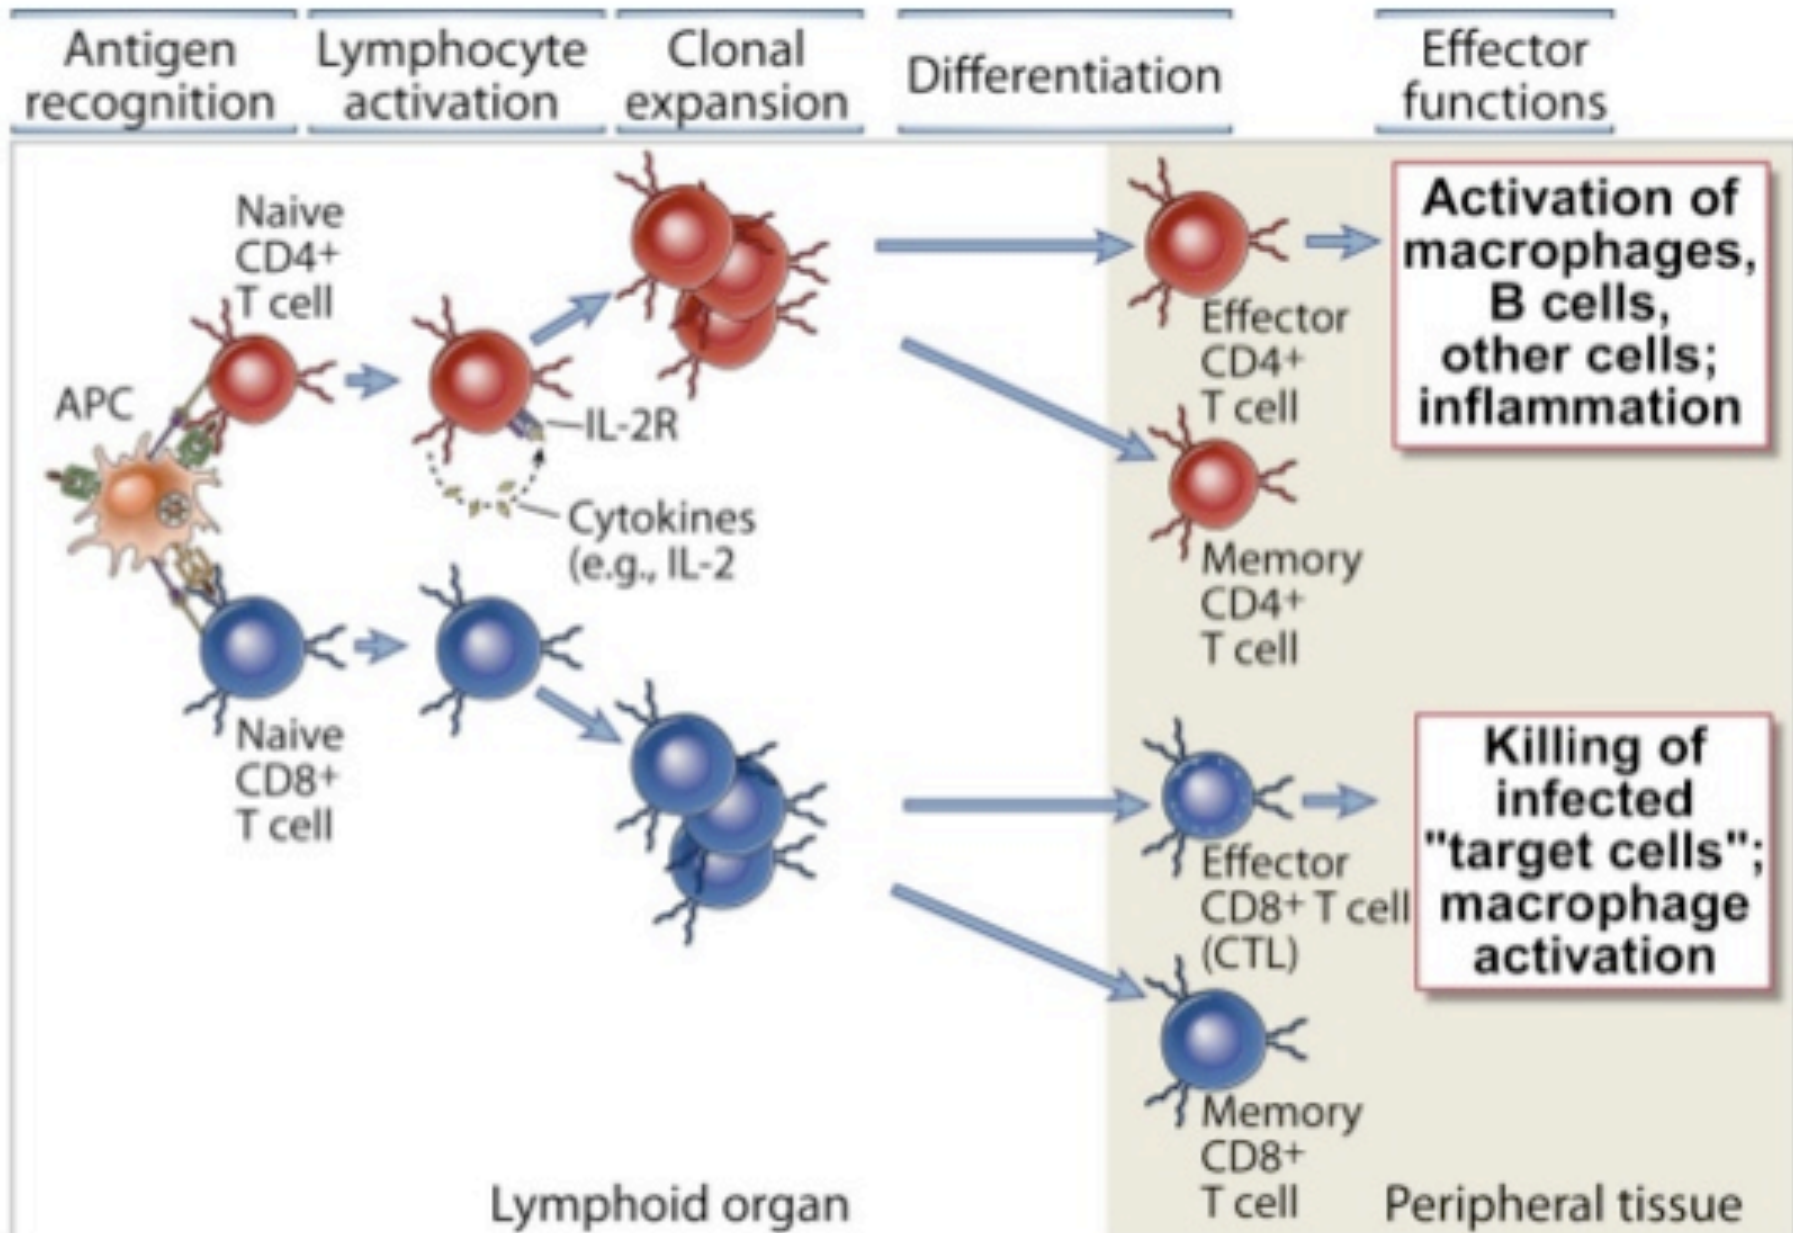 Antigen
recognition
Lymphocyte
activation
Clonal
expansion
Differentiation
Effector
functions
Naive
CD4+
T cell
APC
IL-2R
Cytokines
(e.g., IL-2
Naive
CD8+
T cell
Effector
CD4+
T cell
Memory
CD4+
T cell
Activation of
macrophages,
B cells,
other cells;
inflammation
Effector
CD8+ T cell
(CTL)
Memory
CD8+
T cell
Killing of
infected
"target cells";
macrophage
activation
Lymphoid organ
Peripheral tissue